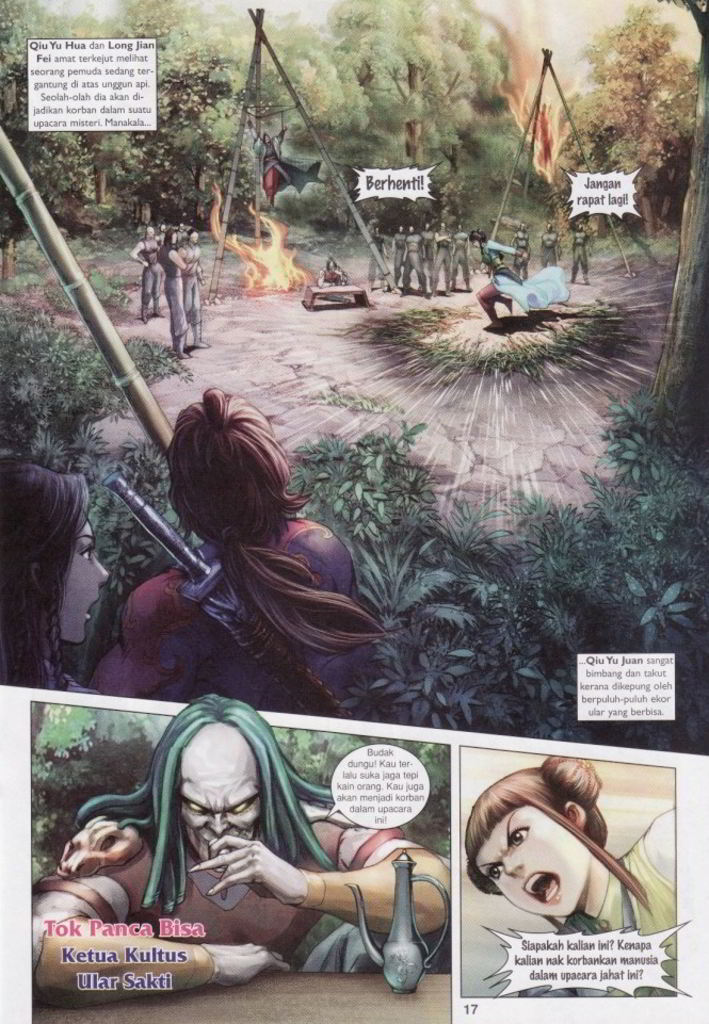 Qiu Yu Hua dan Long Jian
Fei amat terkejut melihat
seorang pemuda sedang ter-
gantung di atas unggun api.
Seolah-olah dia akan di-
jadikan korban dalam suatu
upacara misteri. Manakala...
Berhenti!
Jangan
rapat lagi!
...Qiu Yu Juan sangat
bimbang dan takut
kerana dikepung oleh
berpuluh-puluh ekor
ular yang berbisa.
Budak
dungu! Kau ter-
lalu suka jaga tepi
kain orang. Kau juga
akan menjadi korban
dalam upacara
ini!
Tok Panca Bisa
Ketua Kultus
Ular Sakti
Siapakah kalian ini? Kenapa
kalian nak korbankan manusia
dalam upacara jahat ini?
17